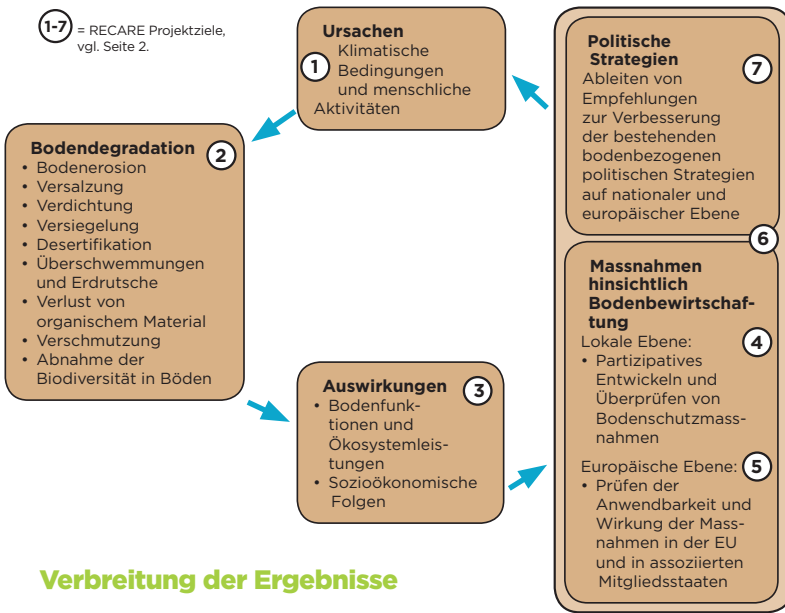 1-7 = RECARE Projektziele,
vgl. Seite 2.
Ursachen
1 Klimatische
Bedingungen
und menschliche
Aktivitäten
Bodendegradation 2
• Bodenerosion
• Versalzung
• Verdichtung
• Versiegelung
• Desertifikation
• Überschwemmungen
und Erdrutsche
• Verlust von
organischem Material
• Verschmutzung
• Abnahme der
Biodiversität in Böden
Auswirkungen 3
• Bodenfunk-
tionen und
Ökosystemleis-
tungen
• Sozioökonomische
Folgen
Politische
Strategien 7
Ableiten von
Empfehlungen
zur Verbesserung
der bestehenden
bodenbezogenen
politischen Strategien
auf nationaler und
europäischer Ebene
6
Massnahmen
hinsichtlich
Bodenbewirtschaf-
tung
Lokale Ebene: 4
• Partizipatives
Entwickeln und
Überprüfen von
Bodenschutzmass-
nahmen
Europäische Ebene: 5
• Prüfen der
Anwendbarkeit und
Wirkung der Mass-
nahmen in der EU
und in assoziierten
Mitgliedsstaaten
Verbreitung der Ergebnisse